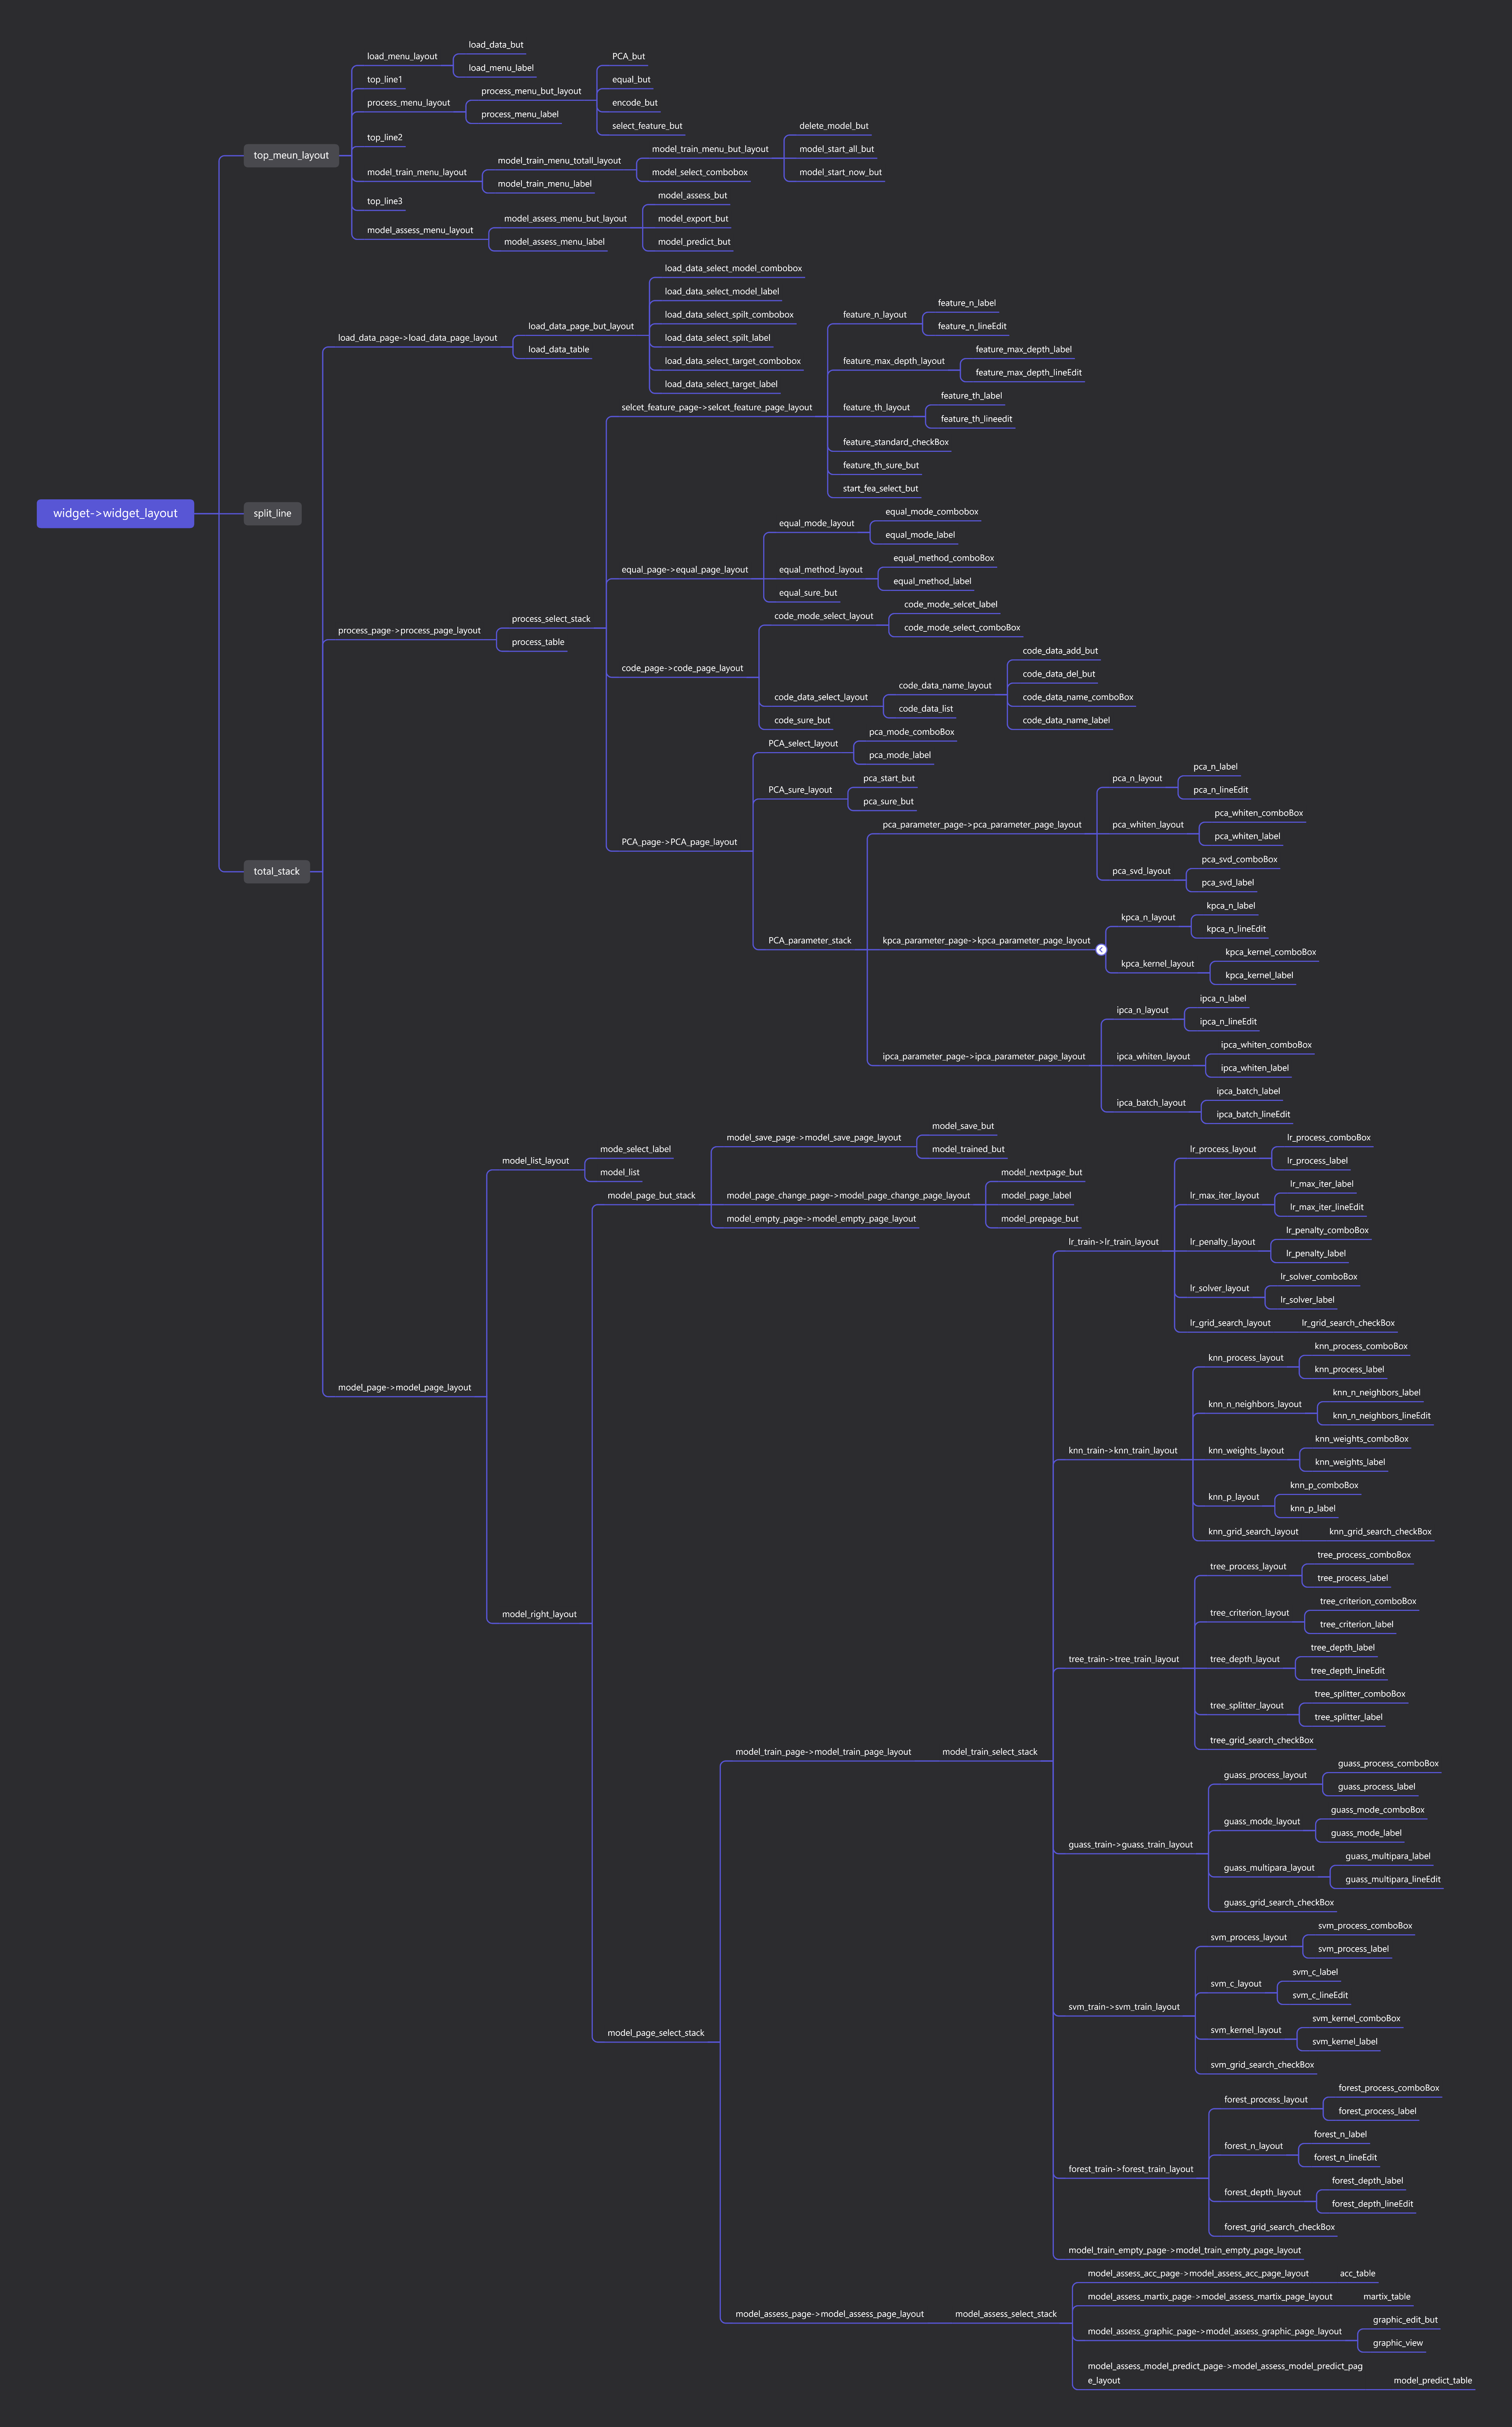 widget->widget_layout
top_meun_layout
load_menu_layout
load_data_but
load_menu_label
top_line1
process_menu_layout
process_menu_but_layout
PCA_but
equal_but
encode_but
select_feature_but
process_menu_label
top_line2
model_train_menu_layout
model_train_menu_totall_layout
model_train_menu_but_layout
delete_model_but
model_start_all_but
model_start_now_but
model_select_combobox
model_train_menu_label
top_line3
model_assess_menu_layout
model_assess_menu_but_layout
model_assess_but
model_export_but
model_predict_but
model_assess_menu_label
split_line
total_stack
load_data_page->load_data_page_layout
load_data_page_but_layout
load_data_select_model_combobox
load_data_select_model_label
load_data_select_spilt_combobox
load_data_select_spilt_label
load_data_select_target_combobox
load_data_select_target_label
load_data_table
process_page->process_page_layout
process_select_stack
selcet_feature_page->selcet_feature_page_layout
feature_n_layout
feature_n_label
feature_n_lineEdit
feature_max_depth_layout
feature_max_depth_label
feature_max_depth_lineEdit
feature_th_layout
feature_th_label
feature_th_lineedit
feature_standard_checkBox
feature_th_sure_but
start_fea_select_but
equal_page->equal_page_layout
equal_mode_layout
equal_mode_combobox
equal_mode_label
equal_method_layout
equal_method_comboBox
equal_method_label
equal_sure_but
code_page->code_page_layout
code_mode_select_layout
code_mode_selcet_label
code_mode_select_comboBox
code_data_select_layout
code_data_name_layout
code_data_add_but
code_data_del_but
code_data_name_comboBox
code_data_name_label
code_data_list
code_sure_but
PCA_page->PCA_page_layout
PCA_select_layout
pca_mode_comboBox
pca_mode_label
PCA_sure_layout
pca_start_but
pca_sure_but
PCA_parameter_stack
pca_parameter_page->pca_parameter_page_layout
pca_n_layout
pca_n_label
pca_n_lineEdit
pca_whiten_layout
pca_whiten_comboBox
pca_whiten_label
pca_svd_layout
pca_svd_comboBox
pca_svd_label
kpca_parameter_page->kpca_parameter_page_layout
kpca_n_layout
kpca_n_label
kpca_n_lineEdit
kpca_kernel_layout
kpca_kernel_comboBox
kpca_kernel_label
ipca_parameter_page->ipca_parameter_page_layout
ipca_n_layout
ipca_n_label
ipca_n_lineEdit
ipca_whiten_layout
ipca_whiten_comboBox
ipca_whiten_label
ipca_batch_layout
ipca_batch_label
ipca_batch_lineEdit
process_table
model_page->model_page_layout
model_list_layout
mode_select_label
model_list
model_right_layout
model_page_but_stack
model_save_page->model_save_page_layout
model_save_but
model_trained_but
model_page_change_page->model_page_change_page_layout
model_nextpage_but
model_page_label
model_prepage_but
model_empty_page->model_empty_page_layout
model_page_select_stack
model_train_page->model_train_page_layout
model_train_select_stack
lr_train->lr_train_layout
lr_process_layout
lr_process_comboBox
lr_process_label
lr_max_iter_layout
lr_max_iter_label
lr_max_iter_lineEdit
lr_penalty_layout
lr_penalty_comboBox
lr_penalty_label
lr_solver_layout
lr_solver_comboBox
lr_solver_label
lr_grid_search_layout
lr_grid_search_checkBox
knn_train->knn_train_layout
knn_process_layout
knn_process_comboBox
knn_process_label
knn_n_neighbors_layout
knn_n_neighbors_label
knn_n_neighbors_lineEdit
knn_weights_layout
knn_weights_comboBox
knn_weights_label
knn_p_layout
knn_p_comboBox
knn_p_label
knn_grid_search_layout
knn_grid_search_checkBox
tree_train->tree_train_layout
tree_process_layout
tree_process_comboBox
tree_process_label
tree_criterion_layout
tree_criterion_comboBox
tree_criterion_label
tree_depth_layout
tree_depth_label
tree_depth_lineEdit
tree_splitter_layout
tree_splitter_comboBox
tree_splitter_label
tree_grid_search_checkBox
guass_train->guass_train_layout
guass_process_layout
guass_process_comboBox
guass_process_label
guass_mode_layout
guass_mode_comboBox
guass_mode_label
guass_multipara_layout
guass_multipara_label
guass_multipara_lineEdit
guass_grid_search_checkBox
svm_train->svm_train_layout
svm_process_layout
svm_process_comboBox
svm_process_label
svm_c_layout
svm_c_label
svm_c_lineEdit
svm_kernel_layout
svm_kernel_comboBox
svm_kernel_label
svm_grid_search_checkBox
forest_train->forest_train_layout
forest_process_layout
forest_process_comboBox
forest_process_label
forest_n_layout
forest_n_label
forest_n_lineEdit
forest_depth_layout
forest_depth_label
forest_depth_lineEdit
forest_grid_search_checkBox
model_train_empty_page->model_train_empty_page_layout
model_assess_page->model_assess_page_layout
model_assess_select_stack
model_assess_acc_page->model_assess_acc_page_layout
acc_table
model_assess_martix_page->model_assess_martix_page_layout
martix_table
model_assess_graphic_page->model_assess_graphic_page_layout
graphic_edit_but
graphic_view
model_assess_model_predict_page->model_assess_model_predict_pag
e_layout
model_predict_table